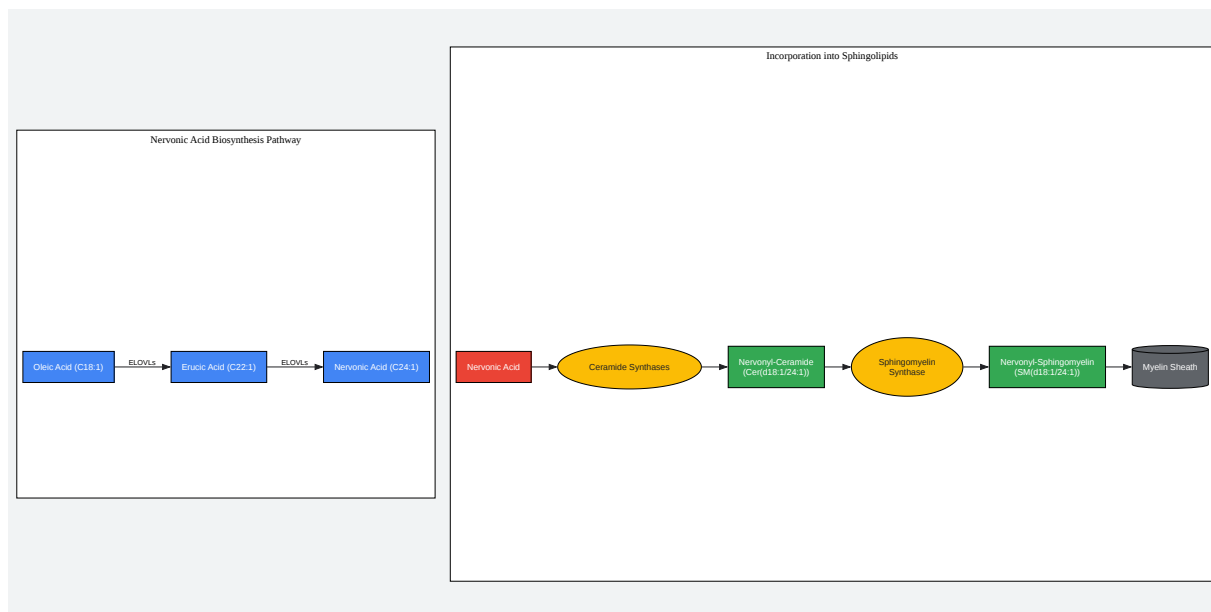 Incorporation into Sphingolipids
Nervonic Acid Biosynthesis Pathway
Oleic Acid (C18:1)
ELOVLs
Erucic Acid (C22:1)
ELOVLs
Nervonic Acid (C24:1)
Nervonic Acid
Ceramide Synthases
Nervonyl-Ceramide
(Cer(d18:1/24:1))
Sphingomyelin
Synthase
Nervonyl-Sphingomyelin
(SM(d18:1/24:1))
Myelin Sheath